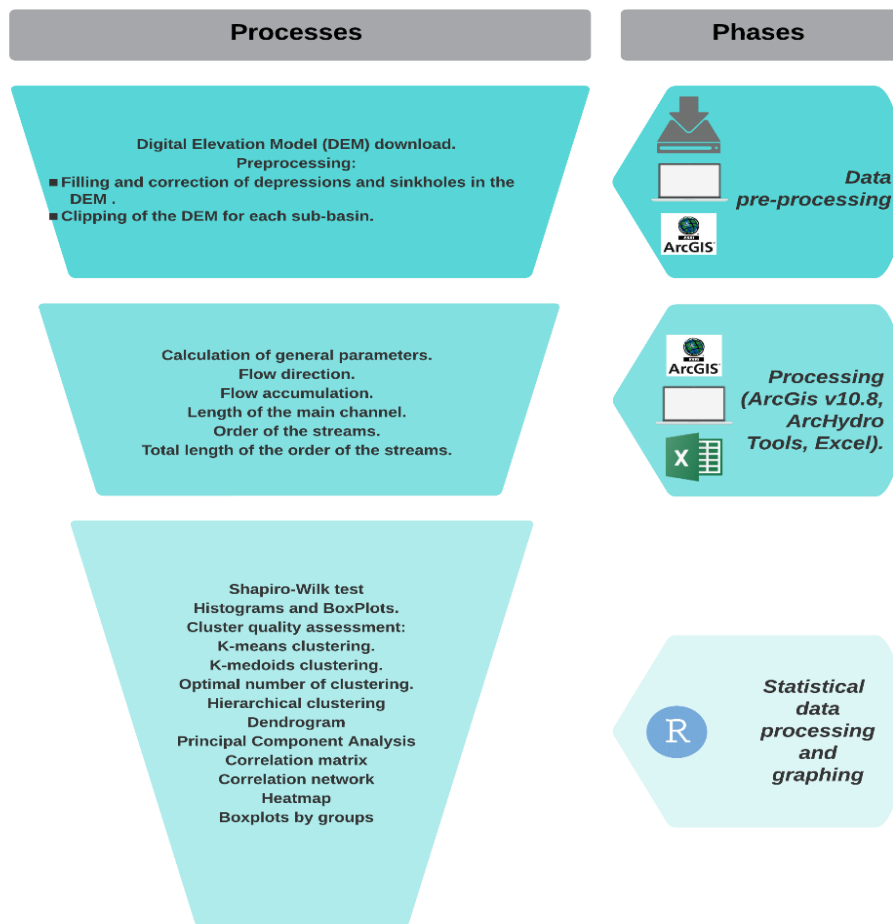 Processes
Phases
Digital Elevation Model (DEM) download.
Preprocessing:
■ Filling and correction of depressions and sinkholes in the
DEM .
■ Clipping of the DEM for each sub-basin.
ArcGIS
Data
pre-processing
Calculation of general parameters.
Flow direction.
Flow accumulation.
Length of the main channel.
Order of the streams.
Total length of the order of the streams.
ArcGIS
X
Processing
(ArcGis v10.8,
ArcHydro
Tools, Excel).
Shapiro-Wilk test
Histograms and BoxPlots.
Cluster quality assessment:
K-means clustering.
K-medoids clustering.
Optimal number of clustering.
Hierarchical clustering
Dendrogram
Principal Component Analysis
Correlation matrix
Correlation network
Heatmap
Boxplots by groups
R
Statistical
data
processing
and
graphing